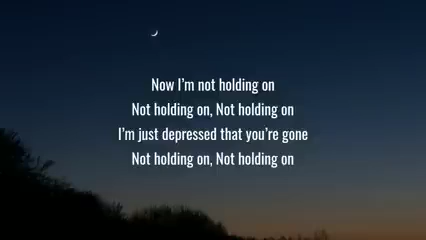 Now I'm not holding on
Not holding on, Not holding on
I'm just depressed that you're gone
Not holding on, Not holding on